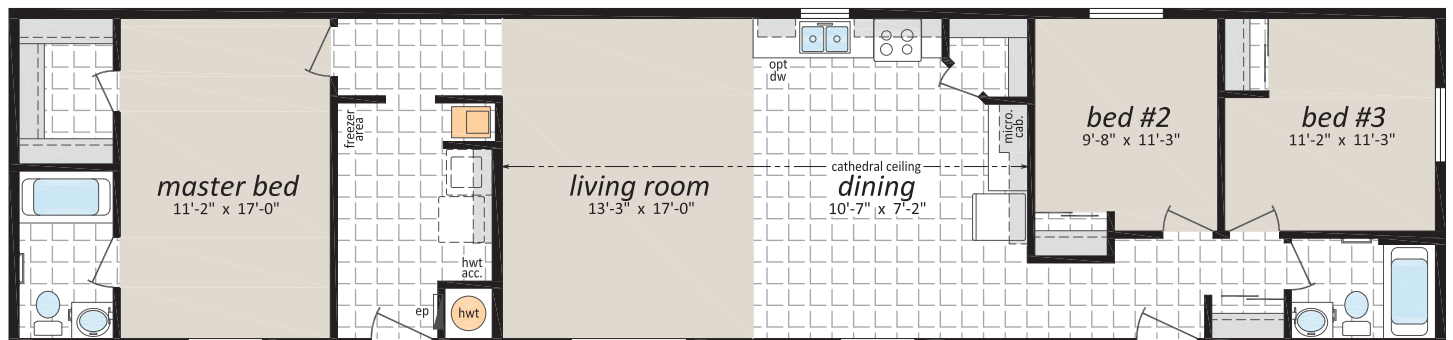 master bed
11'-2" x 17'-0"
freezer
area
hwt
acc.
ep
hwt
living room
13'-3" x 17'-0"
opt
dw
cathedral ceiling
dining
10'-7" x 7'-2"
micro.
cab.
bed #2
9'-8" x 11'-3"
bed #3
11'-2" x 11'-3"